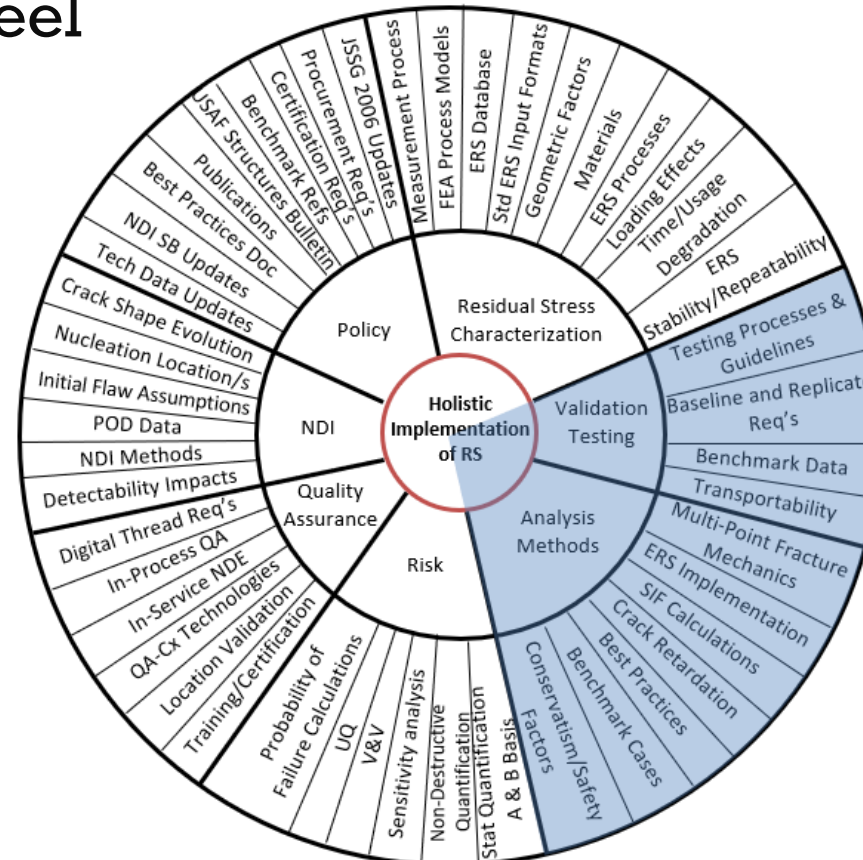 eel
Holistic
Implementation
of RS
Policy
JSSG 2006 Updates
Procurement Req's
Certification Req's
Benchmark Refs
USAF Structures Bulletin
Publications
Best Practices Doc
NDI SB Updates
Tech Data Updates
Residual Stress
Characterization
Measurement Process
FEA Process Models
ERS Database
Std ERS Input Formats
Geometric Factors
Materials
ERS Processes
Loading Effects
Time/Usage
Degradation
ERS
Stability/Repeatability
Validation
Testing
Testing Processes &
Guidelines
Baseline and Replicat
Req's
Benchmark Data
Transportability
Analysis
Methods
Multi-Point Fracture
Mechanics
ERS Implementation
SIF Calculations
Crack Retardation
Best Practices
Benchmark Cases
Conservatism/Safety
Factors
Risk
Probability of
Failure Calculations
UQ
V&V
Sensitivity analysis
Non-Destructive
Quantification
Stat Quantification
A & B Basis
Quality
Assurance
Digital Thread Req's
In-Process QA
In-Service NDE
QA-Cx Technologies
Location Validation
Training/Certification
NDI
Crack Shape Evolution
Nucleation Location/s
Initial Flaw Assumptions
POD Data
NDI Methods
Detectability Impacts